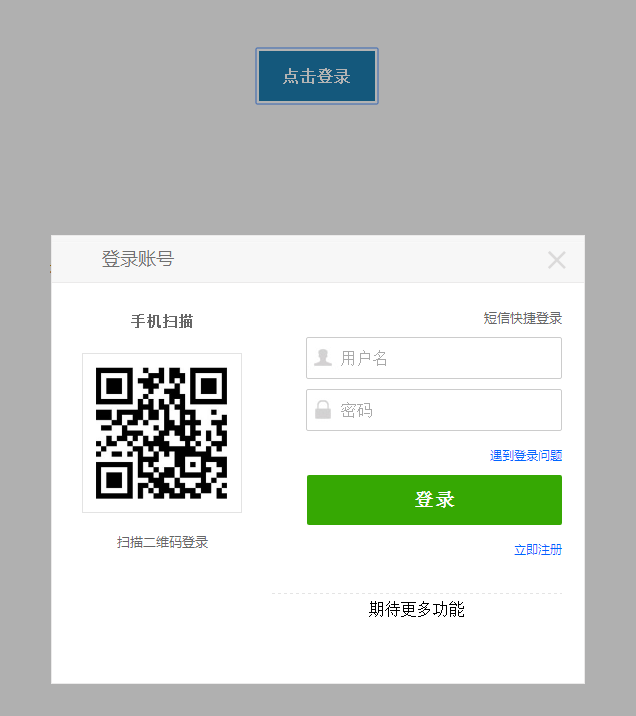 点击登录
登录账号
手机扫描
扫描二维码登录
短信快捷登录
用户名
密码
遇到登录问题
登录
立即注册
期待更多功能